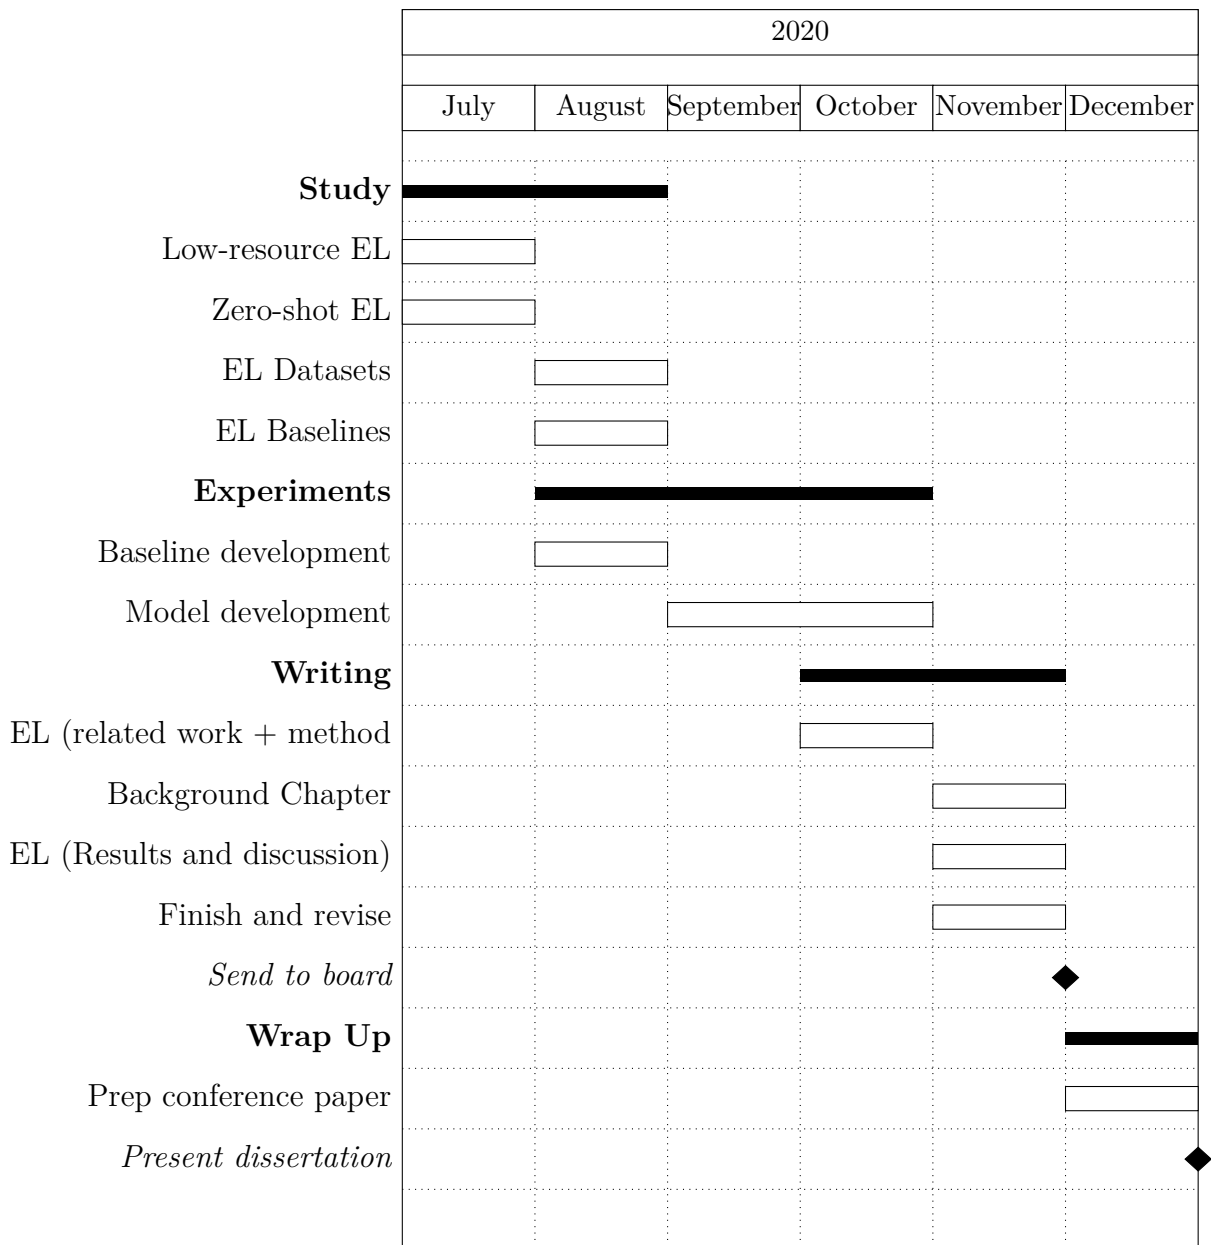 2020
July August September October November December
Study
Low-resource EL
Zero-shot EL
EL Datasets
EL Baselines
Experiments
Baseline development
Model development
Writing
EL (related work + method
Background Chapter
EL (Results and discussion)
Finish and revise
Send to board
Wrap Up
Prep conference paper
Present dissertation